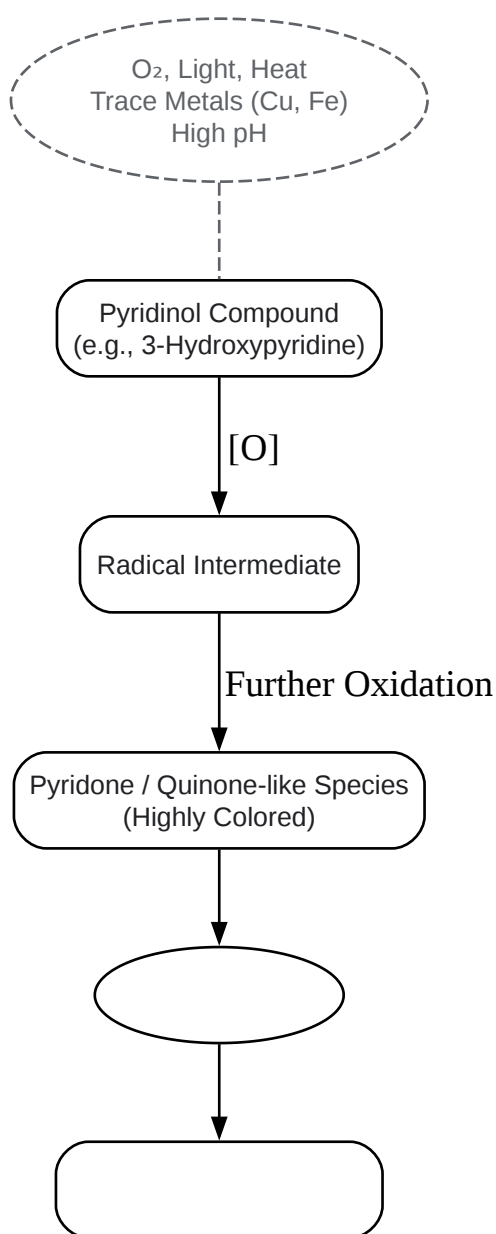 O₂, Light, Heat
Trace Metals (Cu, Fe)
High pH
Pyridinol Compound
(e.g., 3-Hydroxypyridine)
[O]
Radical Intermediate
Further Oxidation
Pyridone / Quinone-like Species
(Highly Colored)